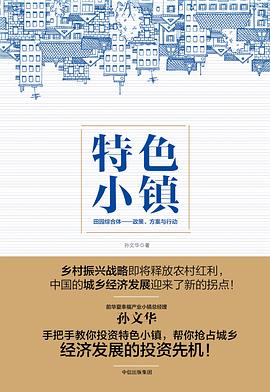 特色
小镇
田园综合体——政策、方案与行动
孙文华◎著
乡村振兴战略即将释放农村红利，
中国的城乡经济发展迎来了新的拐点！
前华夏幸福产业小镇总经理
孙文华
手把手教你投资特色小镇，帮你抢占城乡
经济发展的投资先机！
中信出版集团